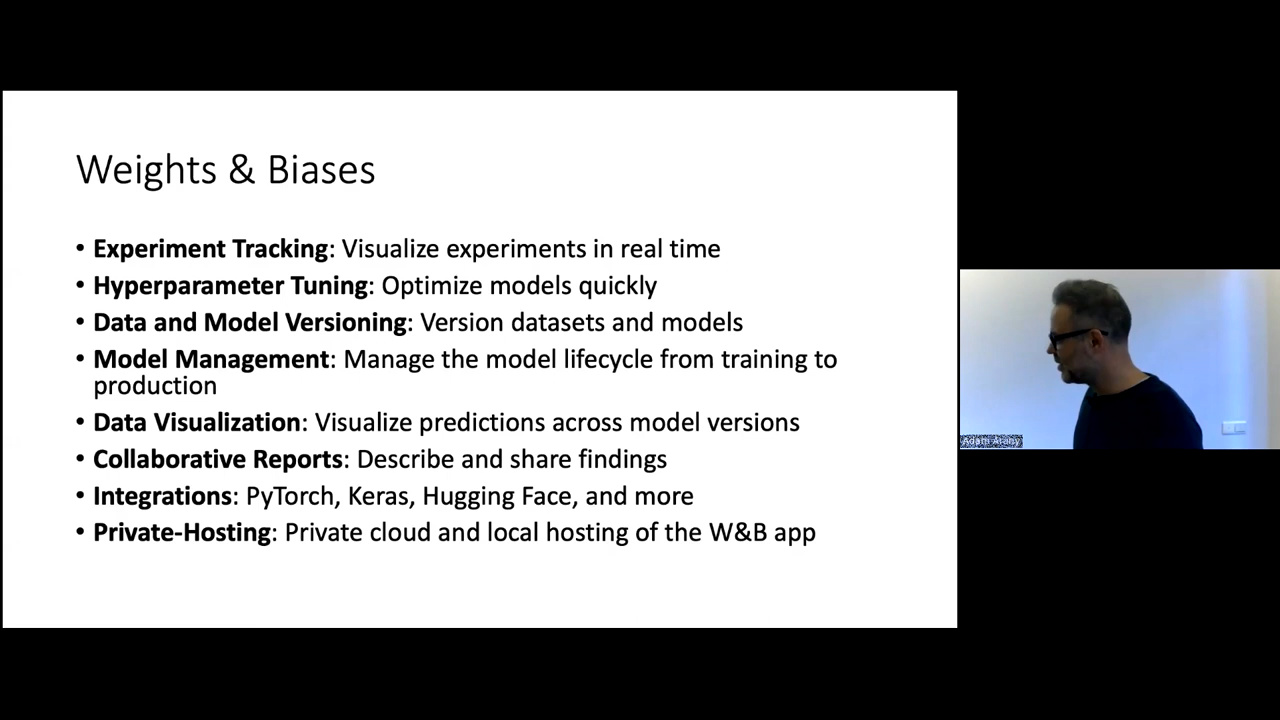 Weights & Biases
• Experiment Tracking: Visualize experiments in real time
• Hyperparameter Tuning: Optimize models quickly
• Data and Model Versioning: Version datasets and models
• Model Management: Manage the model lifecycle from training to
production
• Data Visualization: Visualize predictions across model versions
• Collaborative Reports: Describe and share findings
• Integrations: PyTorch, Keras, Hugging Face, and more
• Private-Hosting: Private cloud and local hosting of the W&B app
Adam Arany